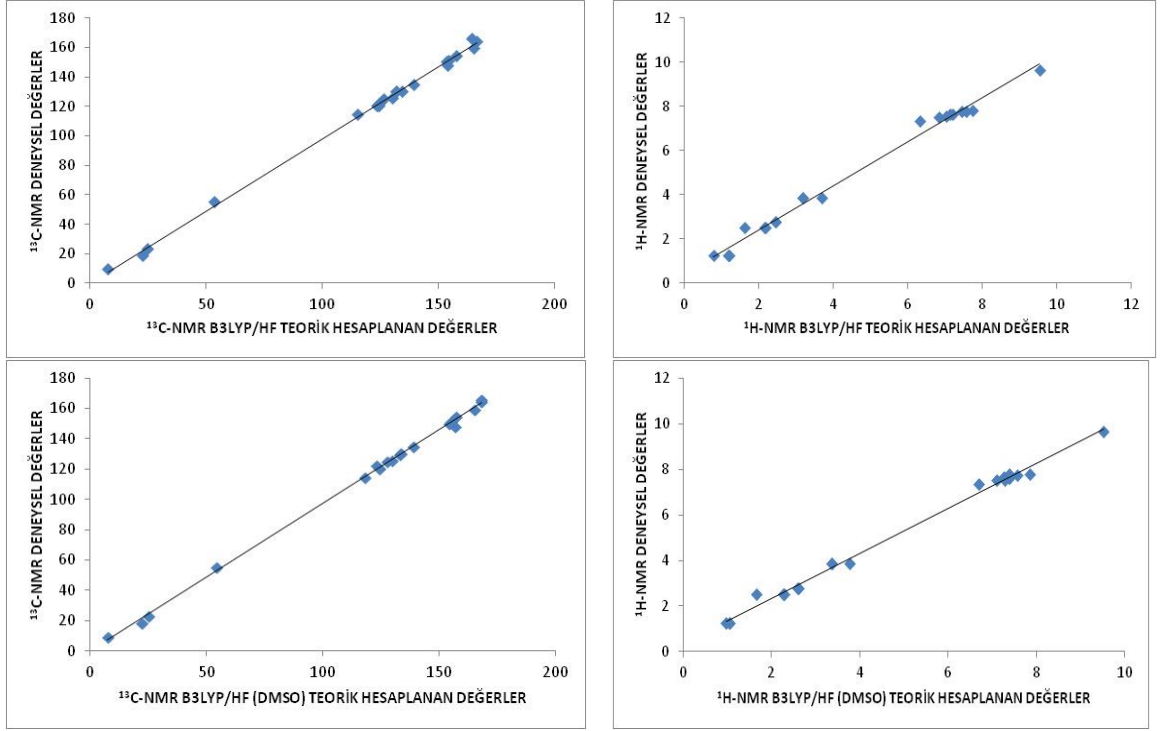 180
160
140
120
100
80
60
40
20
0
0 50 100 150 200
¹³C-NMR DENEYSEL DEĞERLER
¹³C-NMR B3LYP/HF TEORİK HESAPLANAN DEĞERLER
12
10
8
6
4
2
0
0 2 4 6 8 10 12
¹H-NMR DENEYSEL DEĞERLER
¹H-NMR B3LYP/HF TEORİK HESAPLANAN DEĞERLER
180
160
140
120
100
80
60
40
20
0
0 50 100 150 200
¹³C-NMR DENEYSEL DEĞERLER
¹³C-NMR B3LYP/HF (DMSO) TEORİK HESAPLANAN DEĞERLER
12
10
8
6
4
2
0
0 2 4 6 8 10
¹H-NMR DENEYSEL DEĞERLER
¹H-NMR B3LYP/HF (DMSO) TEORİK HESAPLANAN DEĞERLER